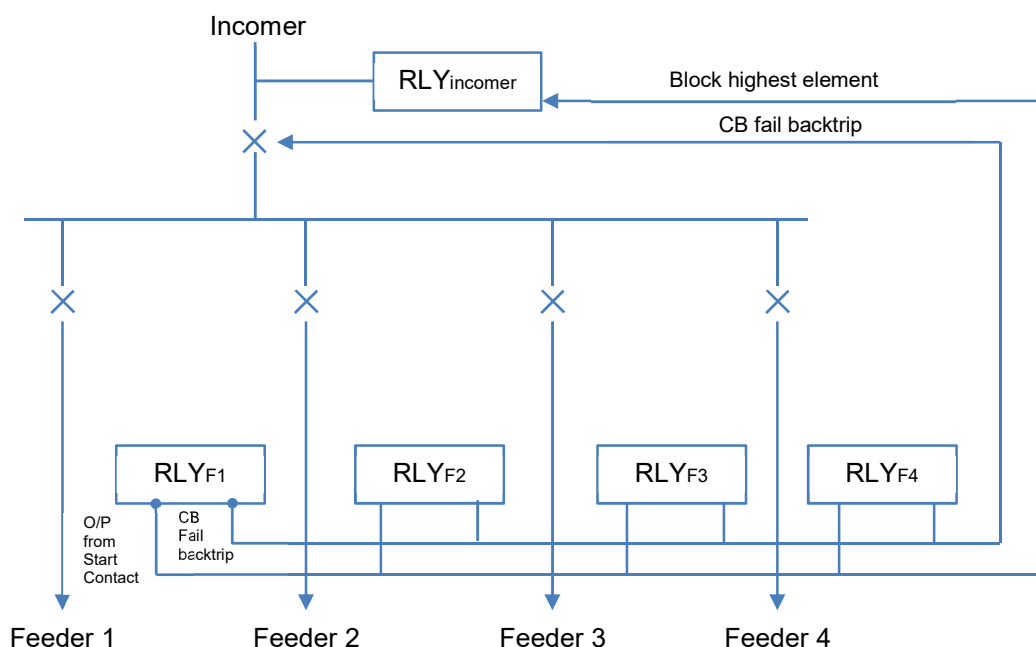 Incomer
RLYincomer
Block highest element
CB fail backtrip
RLYF1
RLYF2
RLYF3
RLYF4
O/P
from
Start
Contact
CB
Fail
backtrip
Feeder 1
Feeder 2
Feeder 3
Feeder 4